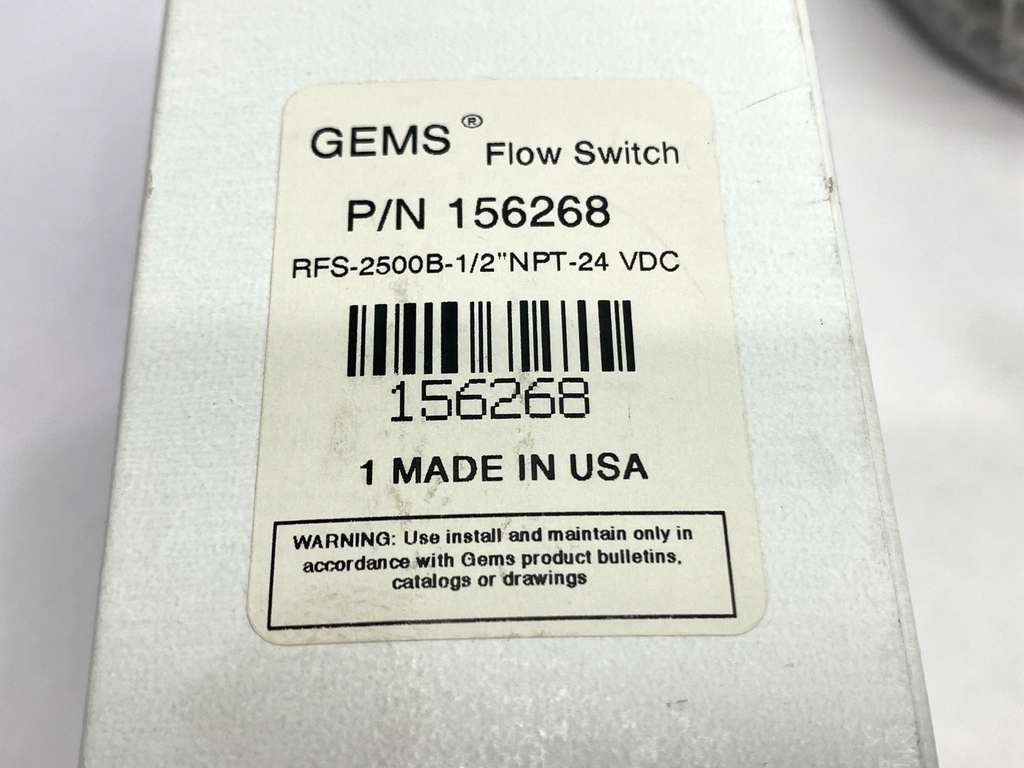 GEMS® Flow Switch
P/N 156268
RFS-2500B-1/2"NPT-24 VDC
156268
1 MADE IN USA
WARNING: Use install and maintain only in
accordance with Gems product bulletins,
catalogs or drawings